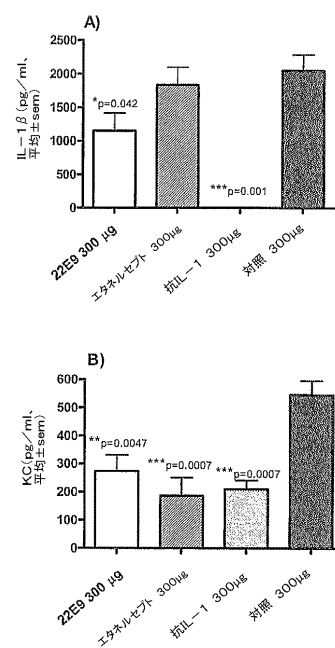 A)
IL-1β(pg/ml、
平均±sem)
2500
2000
1500
1000
500
0
*p=0.042
***p=0.001
22E9 300 μg
エタネルセプト 300μg
抗IL-1 300μg
対照 300μg
B)
KC(pg/ml、
平均±sem)
600
500
400
300
200
100
0
**p=0.0047
***p=0.0007
***p=0.0007
22E9 300 μg
エタネルセプト 300μg
抗IL-1 300μg
対照 300μg